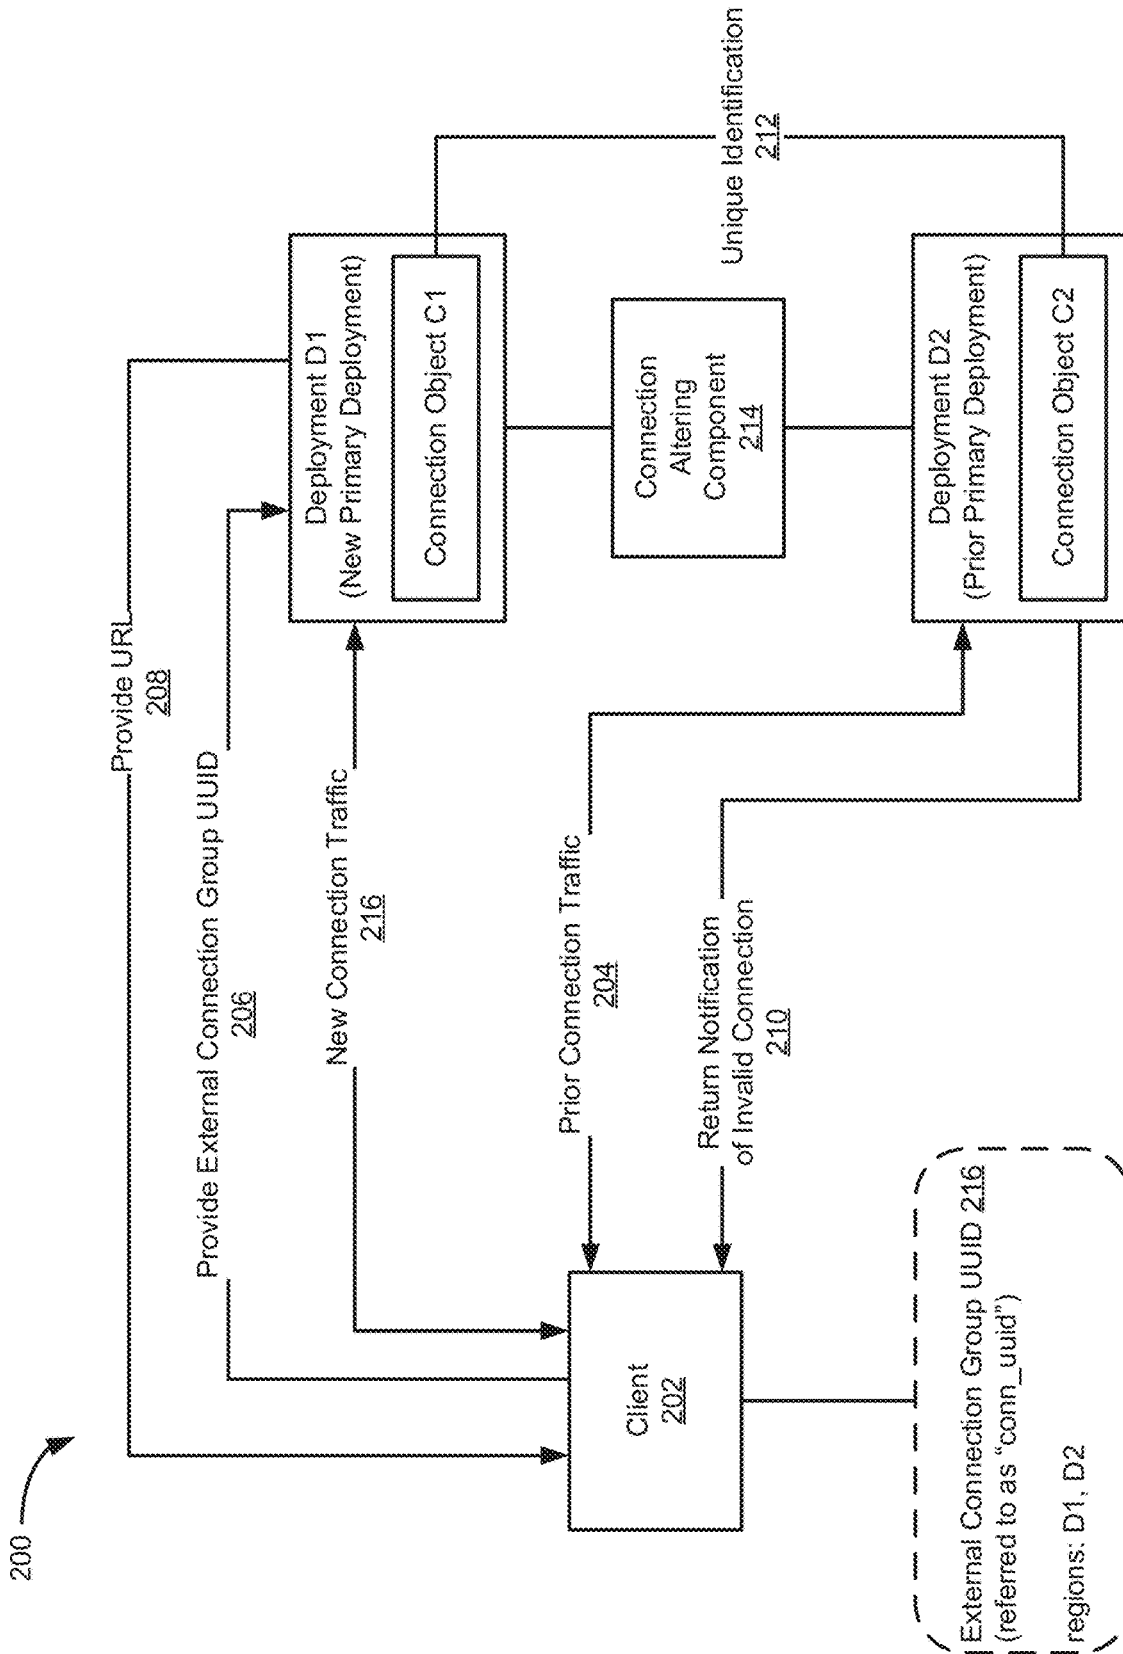 200
Provide URL
208
Provide External Connection Group UUID
206
New Connection Traffic
216
Prior Connection Traffic
204
Return Notification
of Invalid Connection
210
Client
202
External Connection Group UUID 216
(referred to as "conn_uuid")
regions: D1, D2
Deployment D1
(New Primary Deployment)
Connection Object C1
Connection
Altering
Component
214
Deployment D2
(Prior Primary Deployment)
Connection Object C2
Unique Identification
212